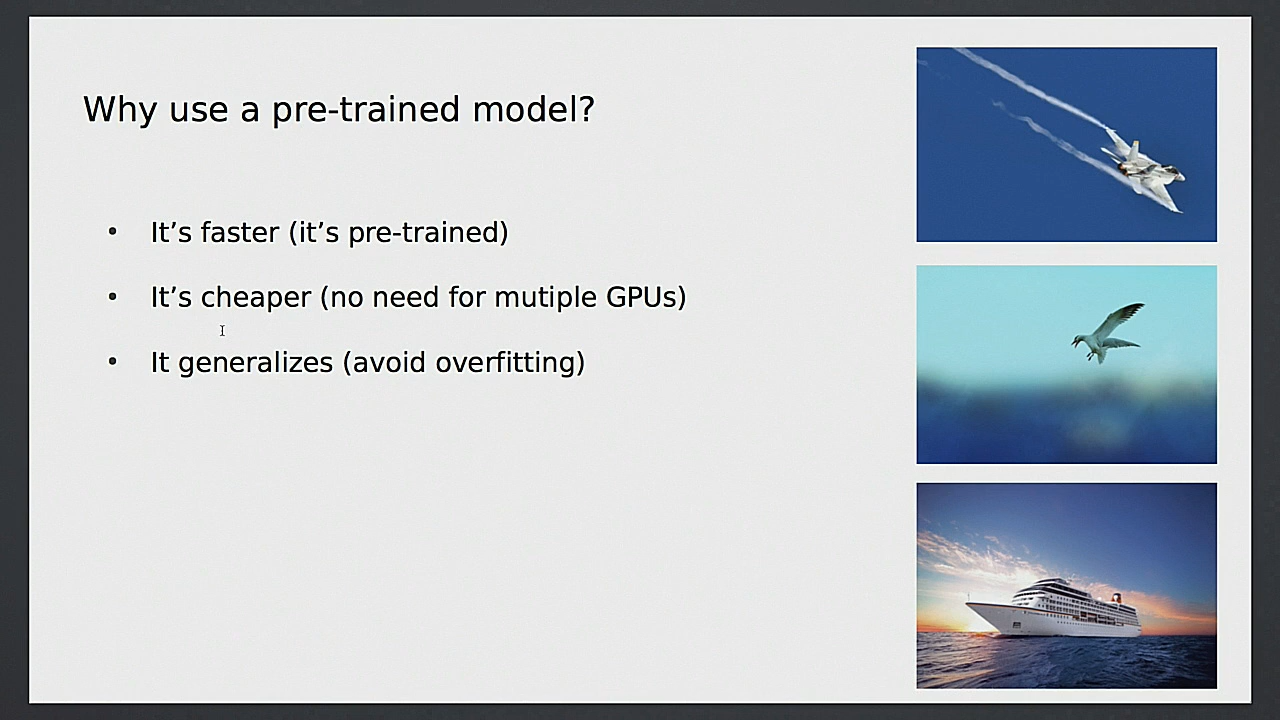 Why use a pre-trained model?
• It’s faster (it’s pre-trained)
• It’s cheaper (no need for mutiple GPUs)
• It generalizes (avoid overfitting)